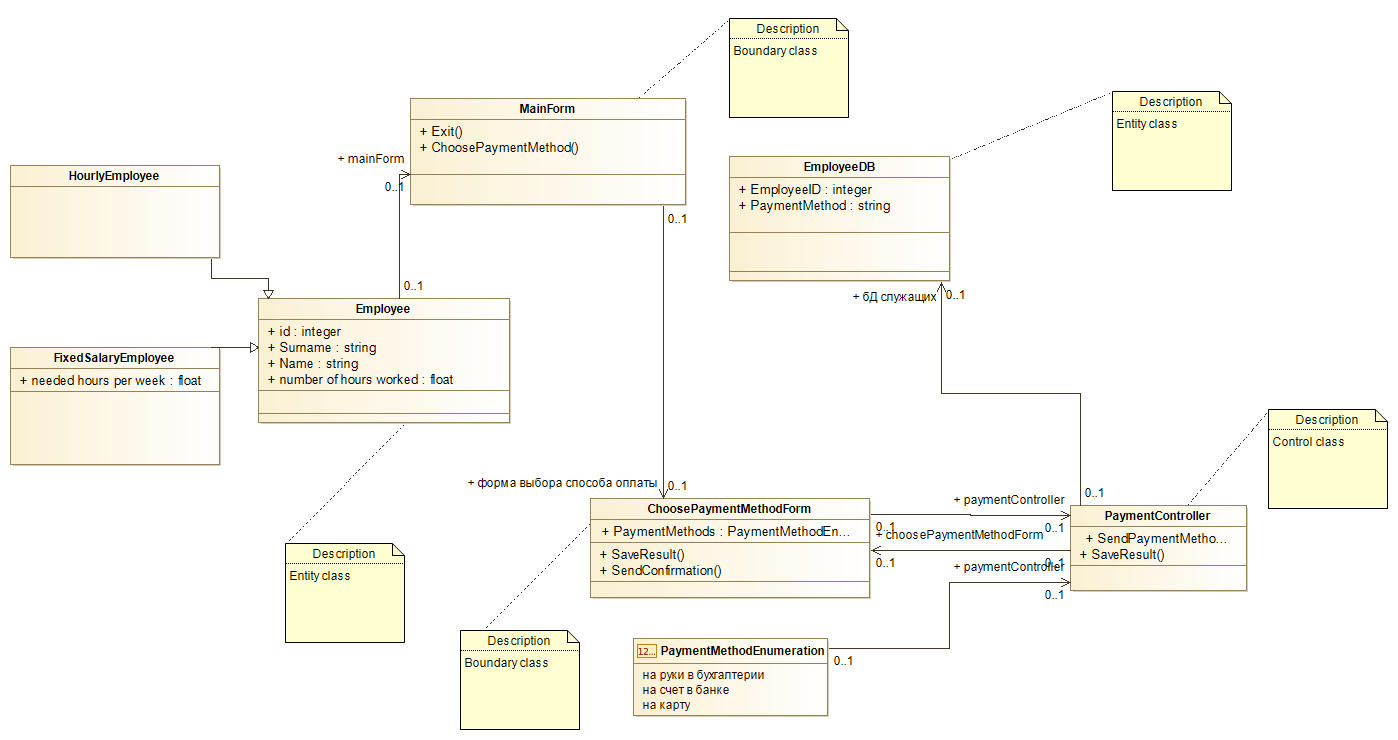 Description
Boundary class
MainForm
+ Exit()
+ ChoosePaymentMethod()
+ mainForm
0..1
0..1
0..1
Description
Entity class
EmployeeDB
+ EmployeeID : integer
+ PaymentMethod : string
+ бД служащих
0..1
HourlyEmployee
Employee
+ id : integer
+ Surname : string
+ Name : string
+ number of hours worked : float
FixedSalaryEmployee
+ needed hours per week : float
Description
Entity class
+ форма выбора способа оплаты
0..1
ChoosePaymentMethodForm
+ PaymentMethods : PaymentMethodEn...
+ SaveResult()
+ SendConfirmation()
Description
Boundary class
Description
Control class
0..1
PaymentController
+ SendPaymentMetho...
+ SaveResult()
+ paymentController
0..1
0..1
+ choosePaymentMethodForm
0..1
0..1
+ paymentController
0..1
0..1
12...
PaymentMethodEnumeration
на руки в бухгалтерии
на счет в банке
на карту